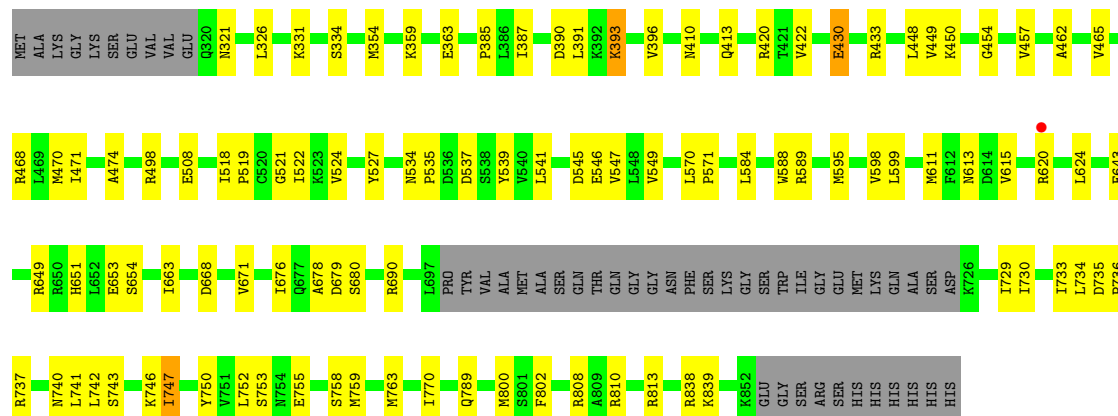 MET ALA LYS GLY LYS SER GLU VAL VAL GLU Q320 N321 L326 K331 S334 M354 K359 E363 P385 L386 I387 D390 L391 K392 K393 V396 N410 Q413 R420 T421 V422 E430 R433 L448 V449 K450 G454 V457 A462 V465
R468 L469 M470 I471 A474 R498 E508 I518 P519 C520 G521 I522 K523 V524 Y527 N534 P535 D536 D537 S538 Y539 V540 L541 D545 E546 V547 L548 V549 L570 P571 L584 W588 R589 M595 V598 L599 M611 F612 N613 D614 V615 R620 L624
R649 R650 H651 L652 E653 S654 I663 D668 V671 I676 Q677 A678 D679 S680 R690 L697 PRO TYR VAL ALA MET ALA SER GLN THR GLN GLY GLY ASN PHE SER LYS GLY SER TRP ILE GLY GLU MET LYS GLN ALA SER ASP K726 I729 I730 I733 L734 D735
R737 N740 L741 L742 S743 K746 I747 Y750 V751 L752 S753 N754 E755 S758 M759 M763 I770 Q789 M800 S801 F802 R808 A809 R810 R813 R838 K839 K852 GLU GLY SER ARG SER HIS HIS HIS HIS HIS HIS